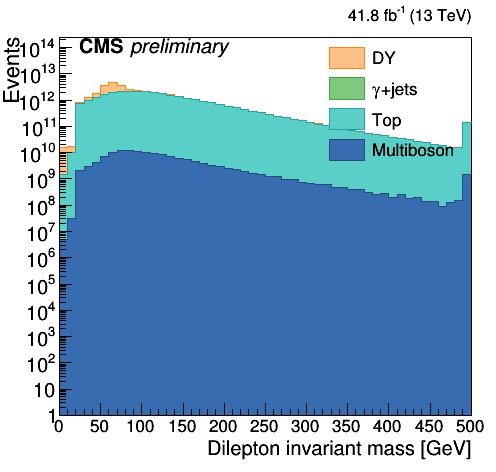 41.8 fb⁻¹ (13 TeV)
CMS preliminary
Events
10¹⁴
10¹³
10¹²
10¹¹
10¹⁰
10⁹
10⁸
10⁷
10⁶
10⁵
10⁴
10³
10²
10
1
DY
γ+jets
Top
Multiboson
0 50 100 150 200 250 300 350 400 450 500
Dilepton invariant mass [GeV]